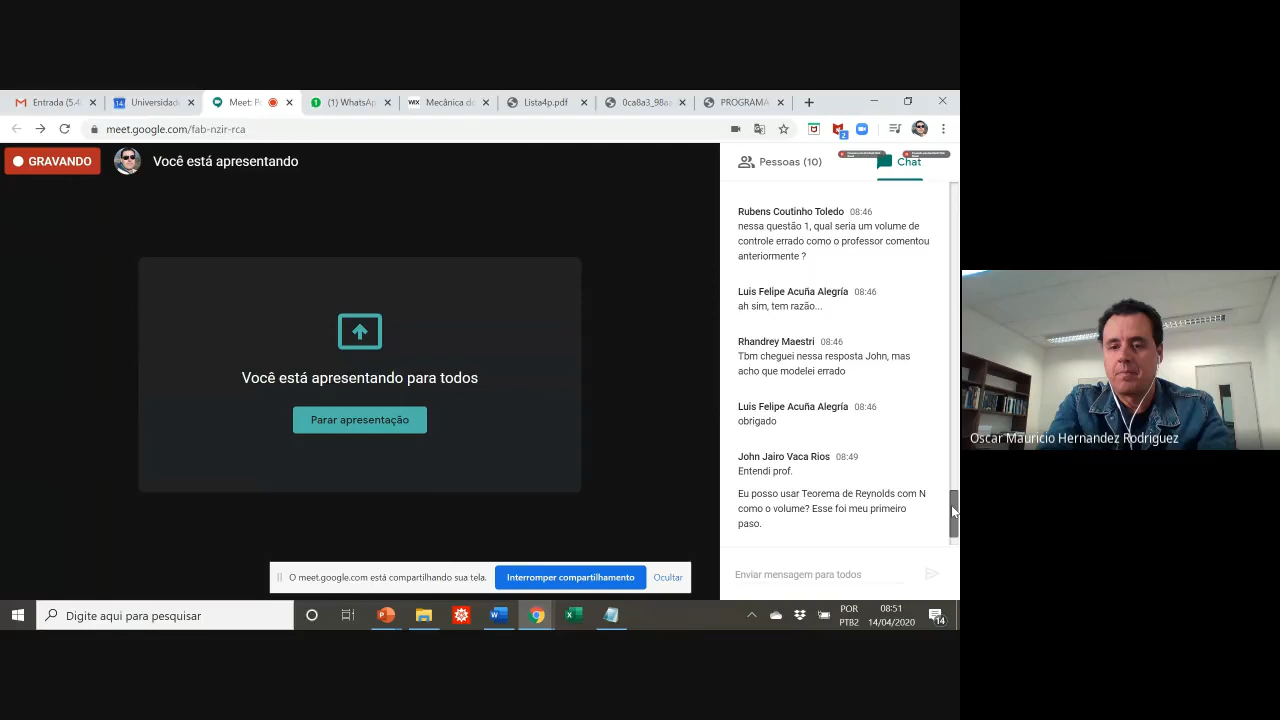 Entrada (5.4
14 Universidad
Meet: Po
1 (1) WhatsAp
WIX Mecânica de
Lista4p.pdf
0ca8a3_98aa
PROGRAMA
meet.google.com/fab-nzir-rca
2
GRAVANDO
Você está apresentando
Pessoas (10)
Chat
Rubens Coutinho Toledo 08:46
nessa questão 1, qual seria um volume de
controle errado como o professor comentou
anteriormente ?
Luis Felipe Acuña Alegría 08:46
ah sim, tem razão...
Rhandrey Maestri 08:46
Tbm cheguei nessa resposta John, mas
acho que modelei errado
Luis Felipe Acuña Alegría 08:46
obrigado
John Jairo Vaca Rios 08:49
Entendi prof.
Eu posso usar Teorema de Reynolds com N
como o volume? Esse foi meu primeiro
paso.
Enviar mensagem para todos
Você está apresentando para todos
Parar apresentação
O meet.google.com está compartilhando sua tela.
Interromper compartilhamento
Ocultar
Digite aqui para pesquisar
POR
PTB2
08:51
14/04/2020
14
Oscar Mauricio Hernandez Rodriguez